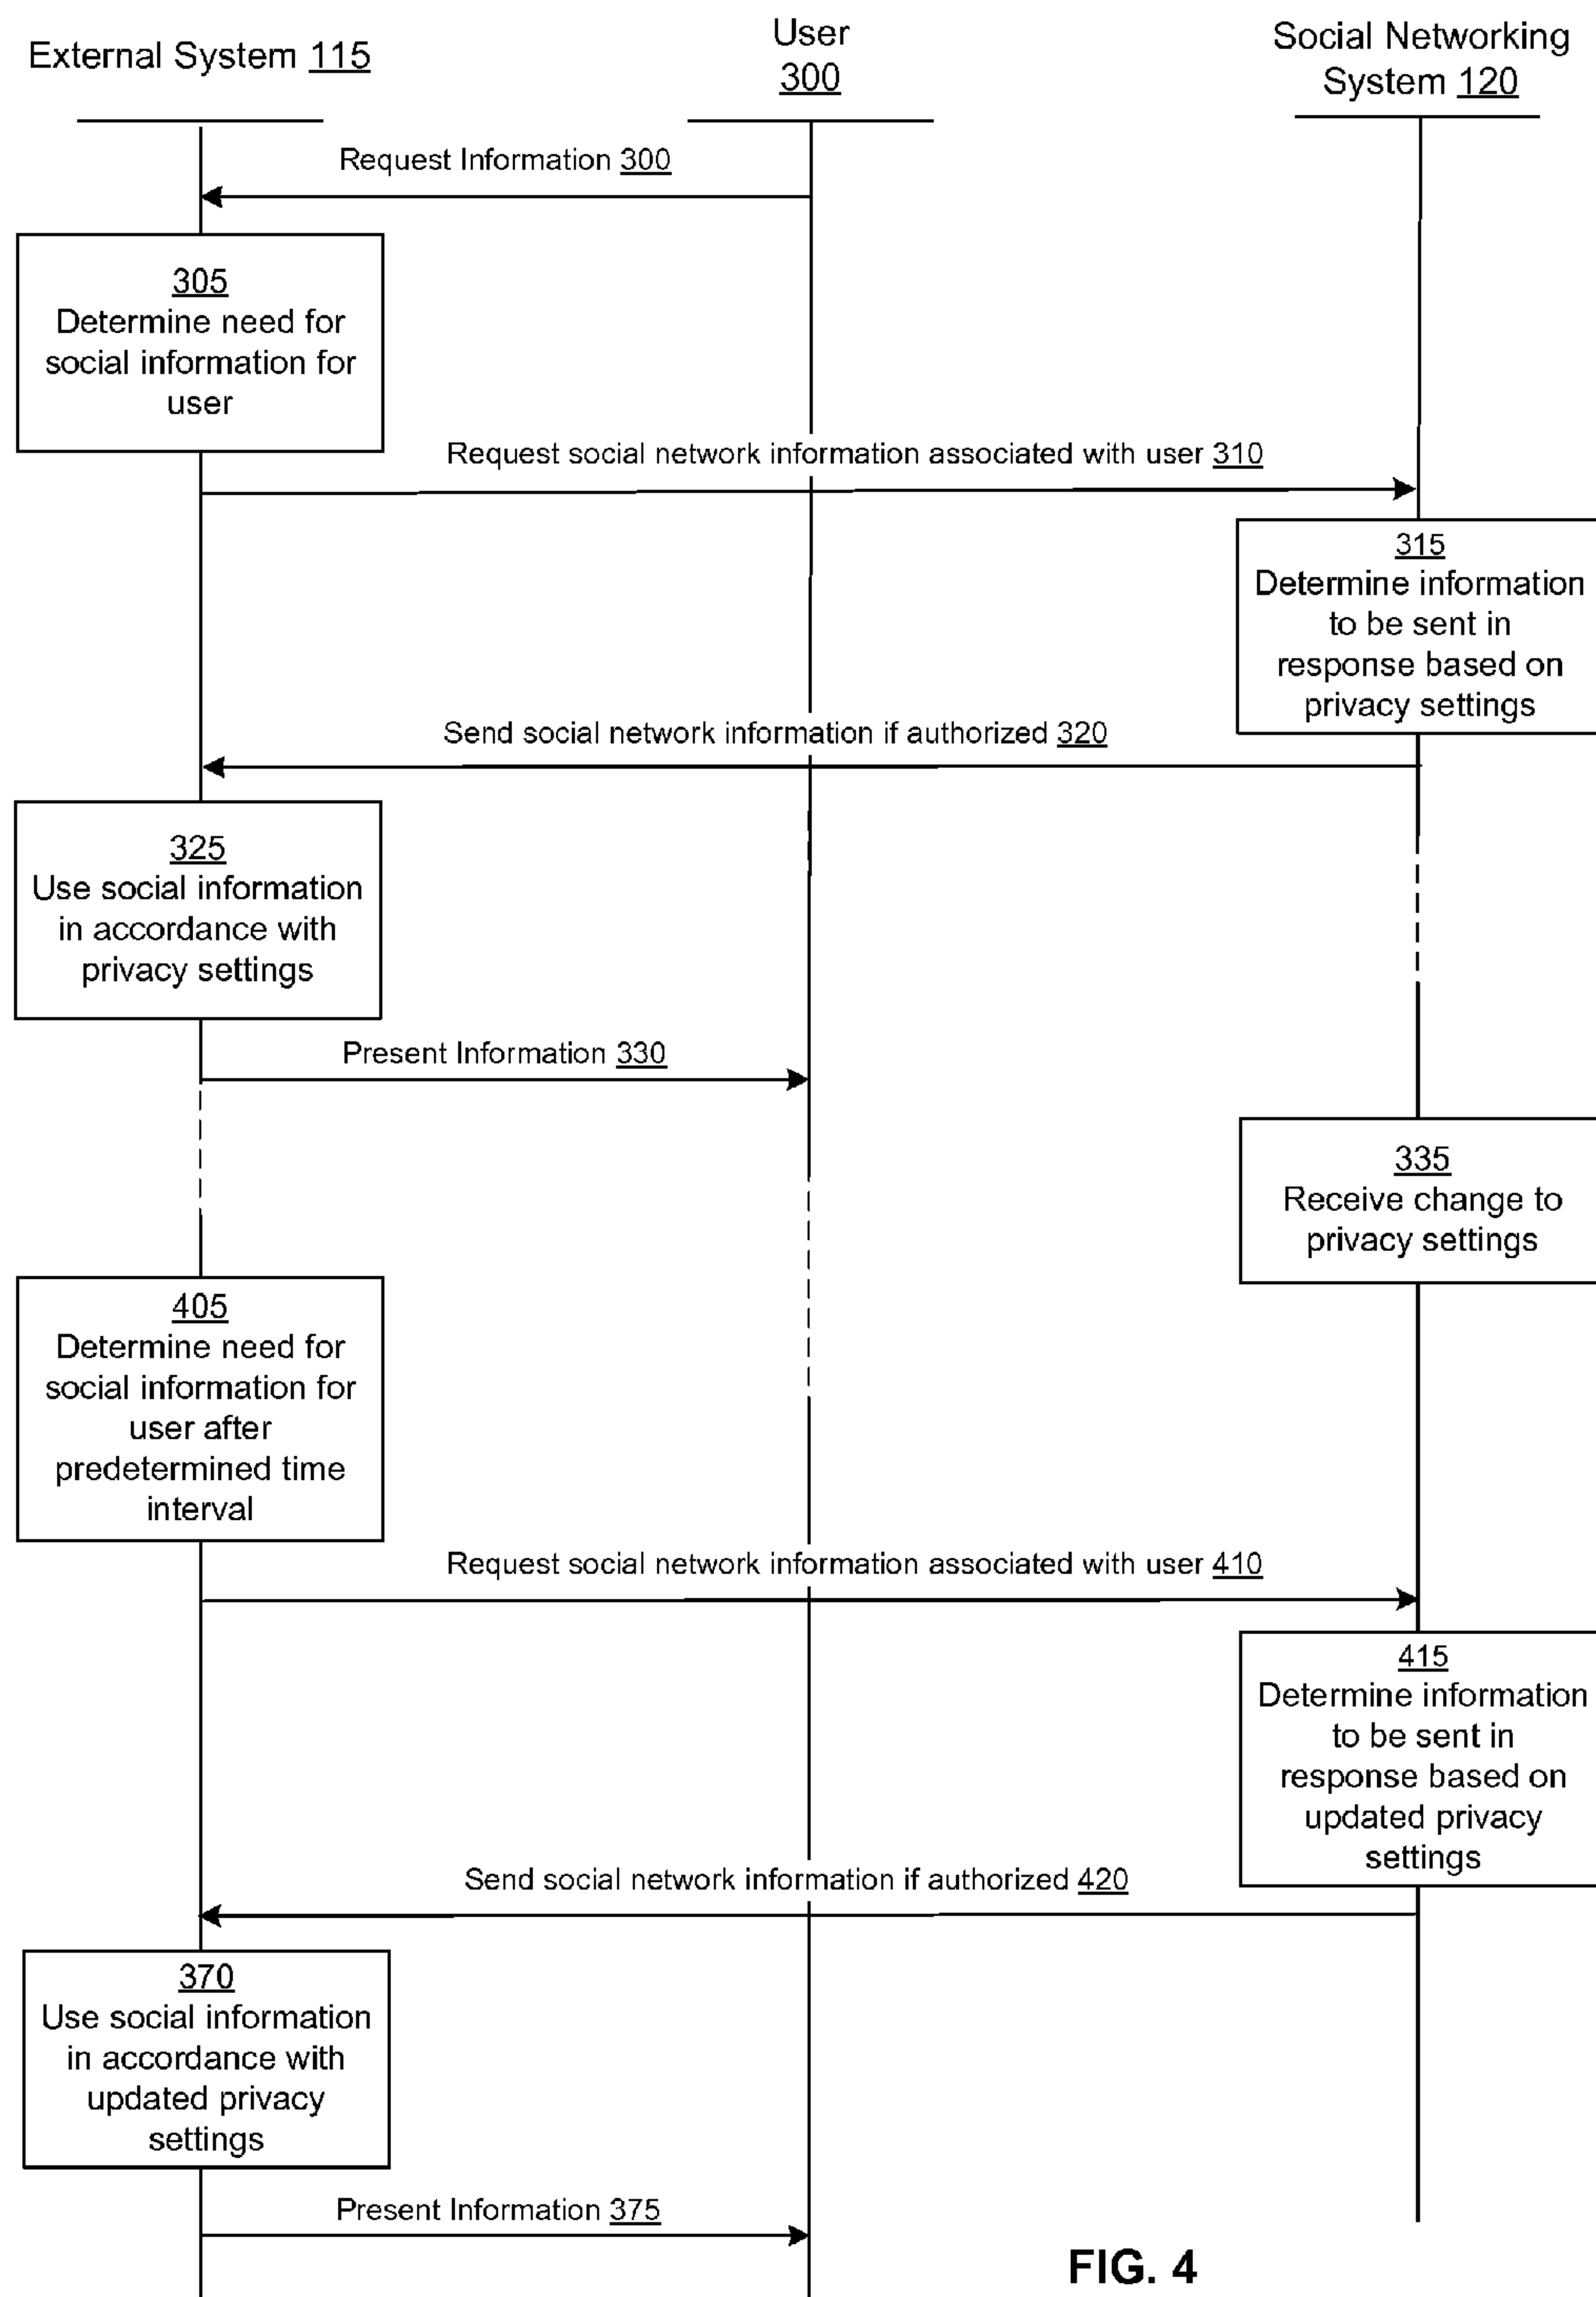 External System 115
User
300
Social Networking
System 120
Request Information 300
305
Determine need for
social information for
user
Request social network information associated with user 310
315
Determine information
to be sent in
response based on
privacy settings
Send social network information if authorized 320
325
Use social information
in accordance with
privacy settings
Present Information 330
335
Receive change to
privacy settings
405
Determine need for
social information for
user after
predetermined time
interval
Request social network information associated with user 410
415
Determine information
to be sent in
response based on
updated privacy
settings
Send social network information if authorized 420
370
Use social information
in accordance with
updated privacy
settings
Present Information 375
FIG. 4